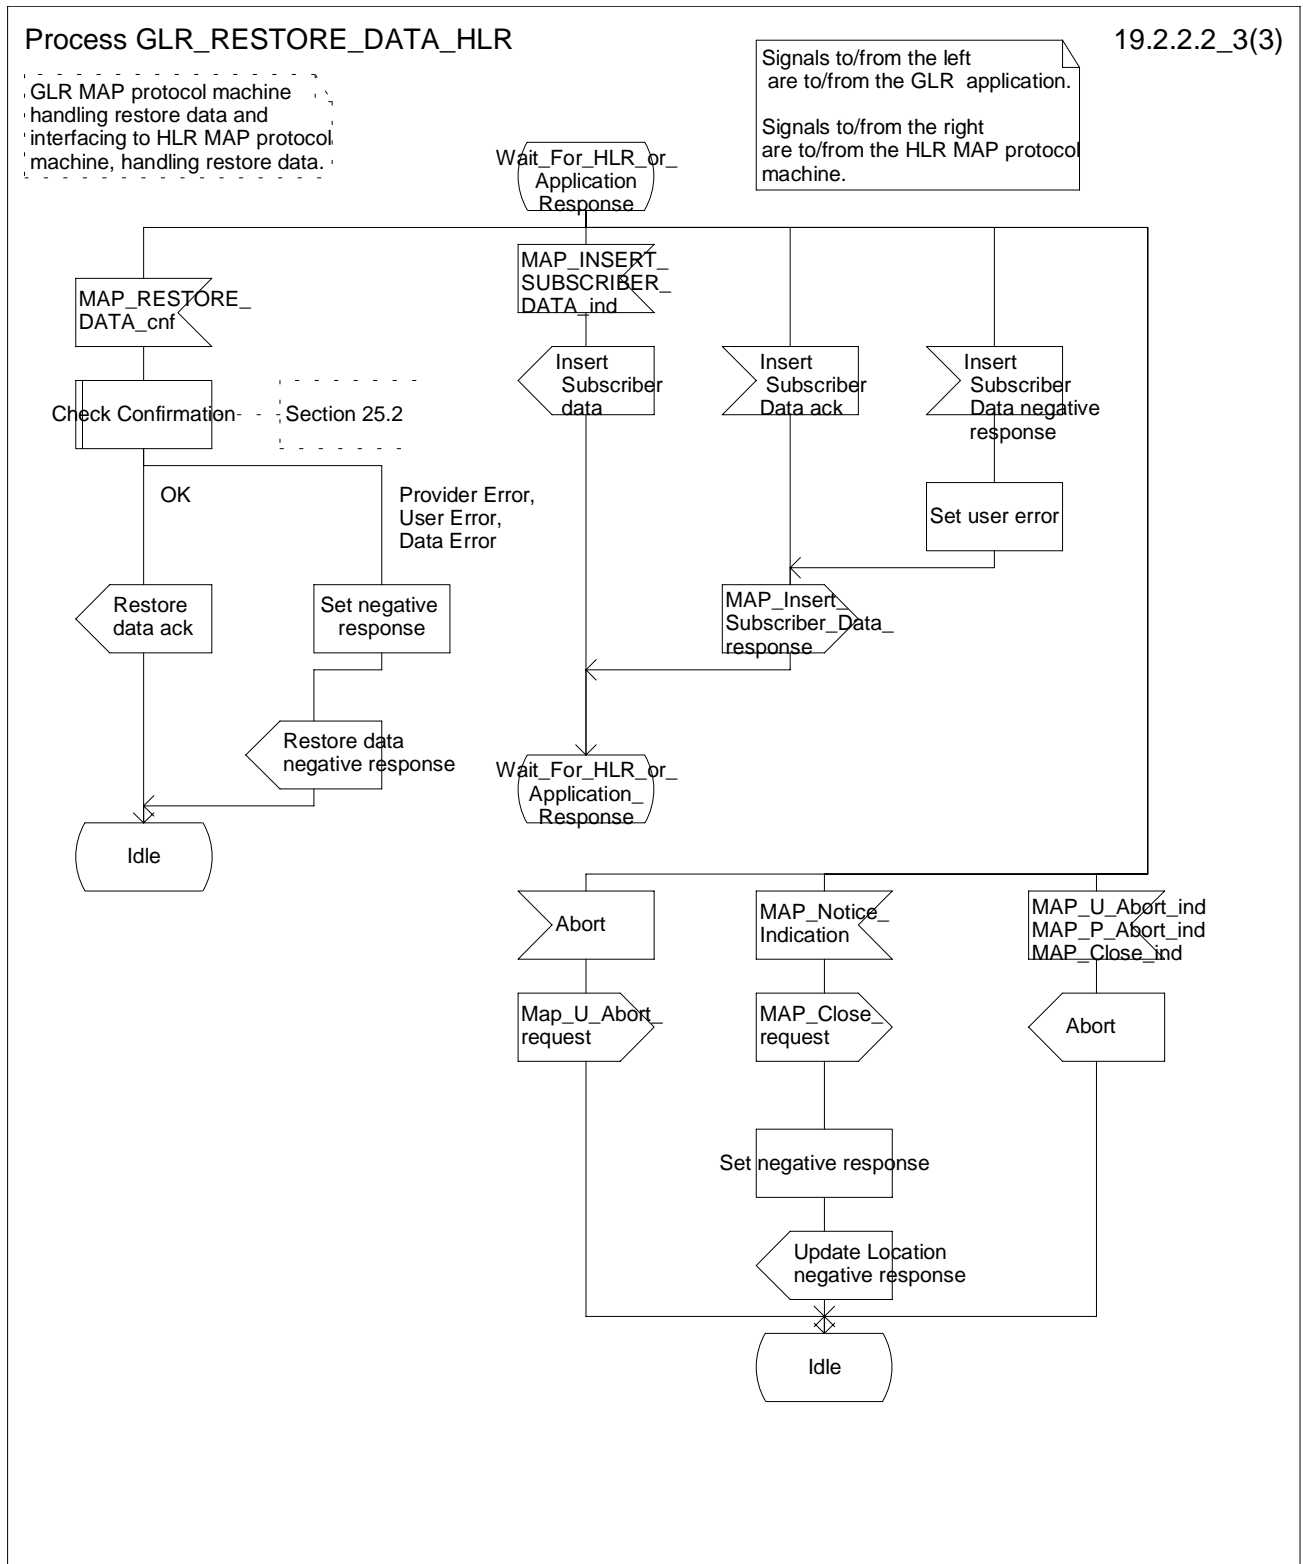 Process GLR_RESTORE_DATA_HLR
19.2.2.2_3(3)
GLR MAP protocol machine
handling restore data and
interfacing to HLR MAP protocol
machine, handling restore data.
Signals to/from the left
are to/from the GLR application.
Signals to/from the right
are to/from the HLR MAP protocol
machine.
Wait_For_HLR_or_
Application
Response
MAP_RESTORE_
DATA_cnf
MAP_INSERT_
SUBSCRIBER_
DATA_ind
Insert
Subscriber
data
Insert
Subscriber
Data ack
Insert
Subscriber
Data negative
response
Check Confirmation
Section 25.2
OK
Provider Error,
User Error,
Data Error
Set user error
Restore
data ack
Set negative
response
MAP_Insert_
Subscriber_Data_
response
Restore data
negative response
Wait_For_HLR_or_
Application_
Response
Idle
Abort
MAP_Notice_
Indication
MAP_U_Abort_ind
MAP_P_Abort_ind
MAP_Close_ind
Map_U_Abort_
request
MAP_Close_
request
Abort
Set negative response
Update Location
negative response
Idle